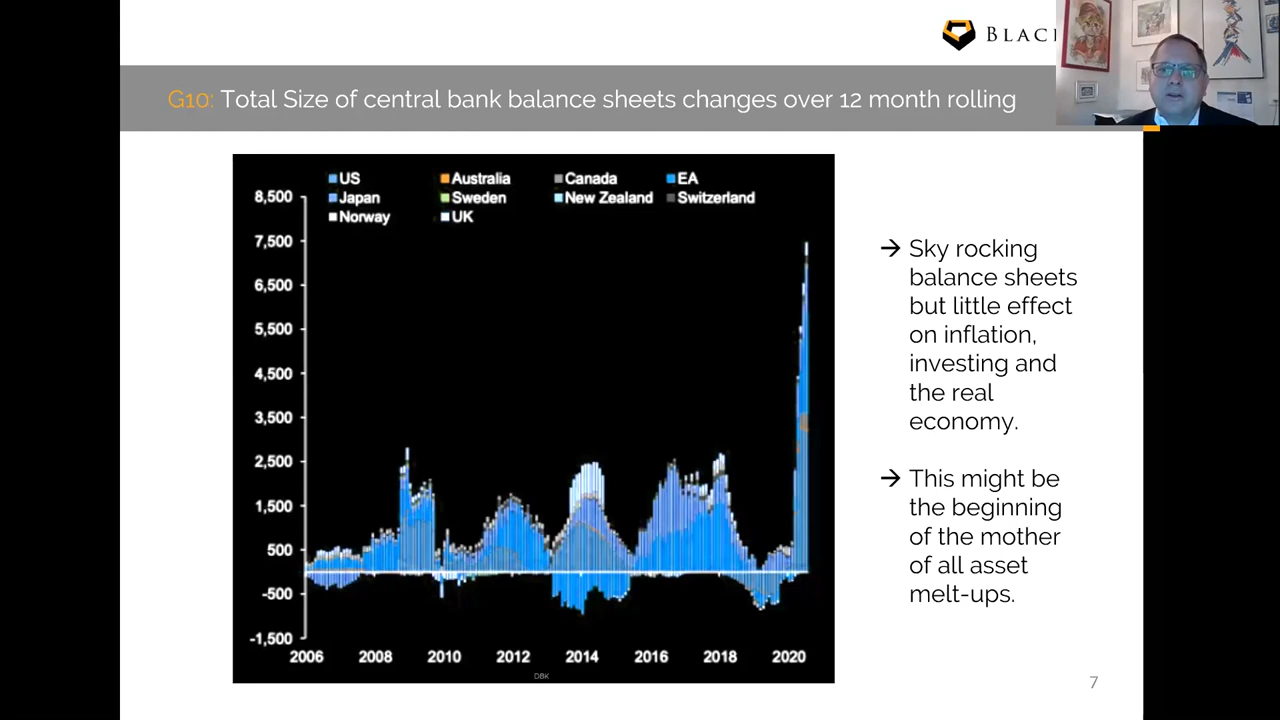 BLAC
G10: Total Size of central bank balance sheets changes over 12 month rolling
US Australia Canada EA
Japan Sweden New Zealand Switzerland
Norway UK
8,500
7,500
6,500
5,500
4,500
3,500
2,500
1,500
500
-500
-1,500
2006 2008 2010 2012 2014 2016 2018 2020
DBK
→ Sky rocking
balance sheets
but little effect
on inflation,
investing and
the real
economy.
→ This might be
the beginning
of the mother
of all asset
melt-ups.
7